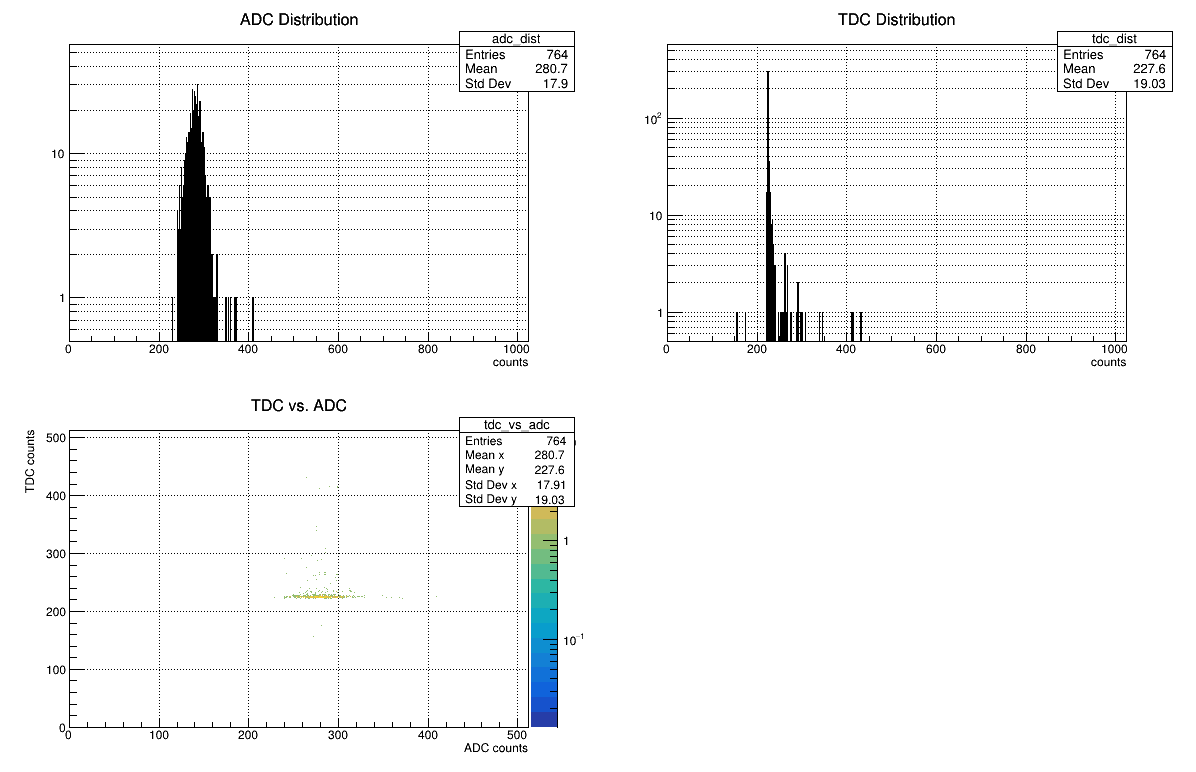 ADC Distribution
adc_dist
Entries 764
Mean 280.7
Std Dev 17.9
10
1
0 200 400 600 800 1000
counts
TDC Distribution
tdc_dist
Entries 764
Mean 227.6
Std Dev 19.03
10²
10
1
0 200 400 600 800 1000
counts
TDC vs. ADC
tdc_vs_adc
Entries 764
Mean x 280.7
Mean y 227.6
Std Dev x 17.91
Std Dev y 19.03
TDC counts
500
400
300
200
100
0
0 100 200 300 400 500
ADC counts
1
10⁻¹